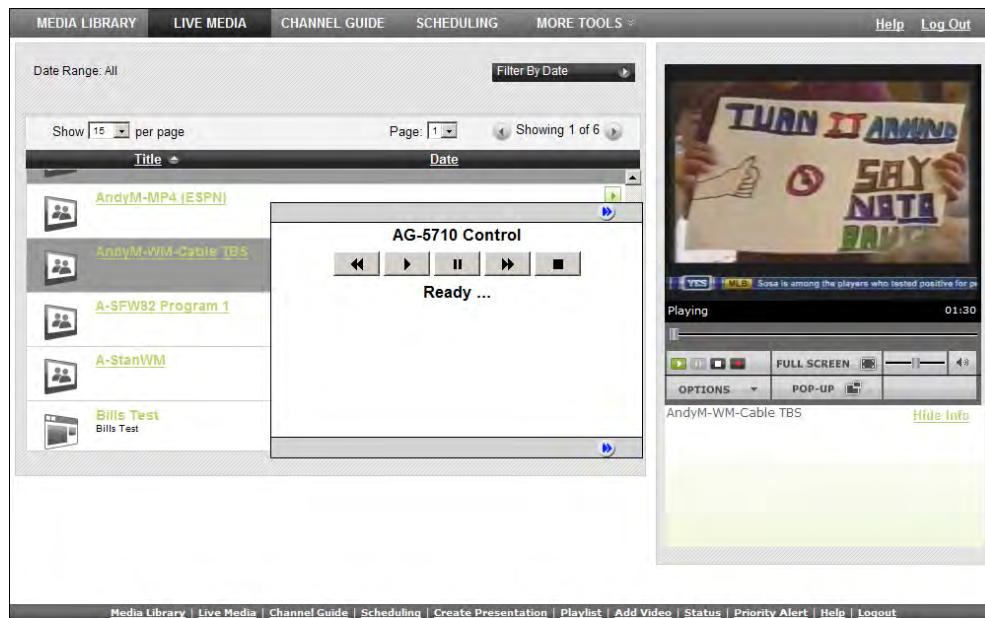 MEDIA LIBRARY LIVE MEDIA CHANNEL GUIDE SCHEDULING MORE TOOLS Help Log Out
Date Range: All
Filter By Date
Show 15 per page Page: 1 Showing 1 of 6
Title Date
AndyM-MP4 (ESPN)
AndyM-WM-Cable TBS
A-SFW82 Program 1
A-StanWM
Bills Test
Bills Test
AG-5710 Control
Ready ...
TURN IT AROUND
SAY
NO TO
YES MLB Sosa is among the players who tested positive for
Playing 01:30
FULL SCREEN
OPTIONS POP-UP
AndyM-WM-Cable TBS Hide Info
Media Library | Live Media | Channel Guide | Scheduling | Create Presentation | Playlist | Add Video | Status | Priority Alert | Help | Logout